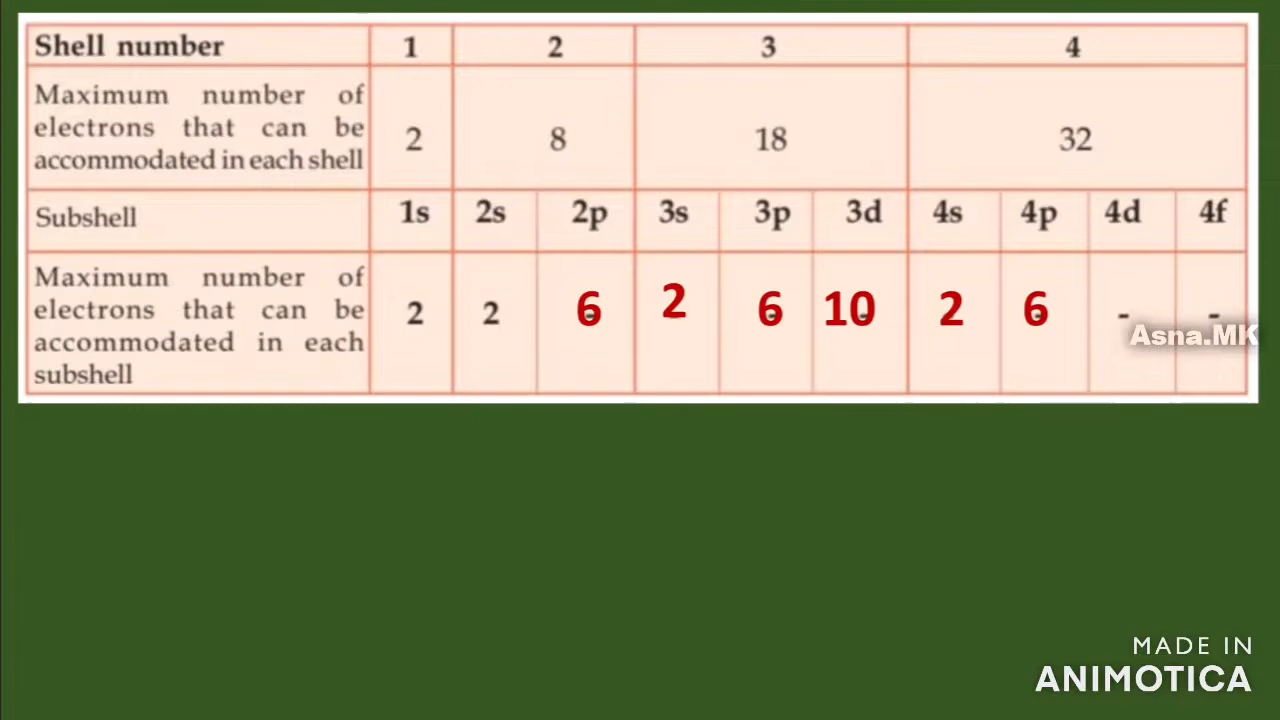 Shell number 1 2 3 4
Maximum number of
electrons that can be
accommodated in each shell 2 8 18 32
Subshell 1s 2s 2p 3s 3p 3d 4s 4p 4d 4f
Maximum number of
electrons that can be
accommodated in each
subshell 2 2 6 2 6 10 2 6 - -
Asna.MK
MADE IN
ANIMOTICA